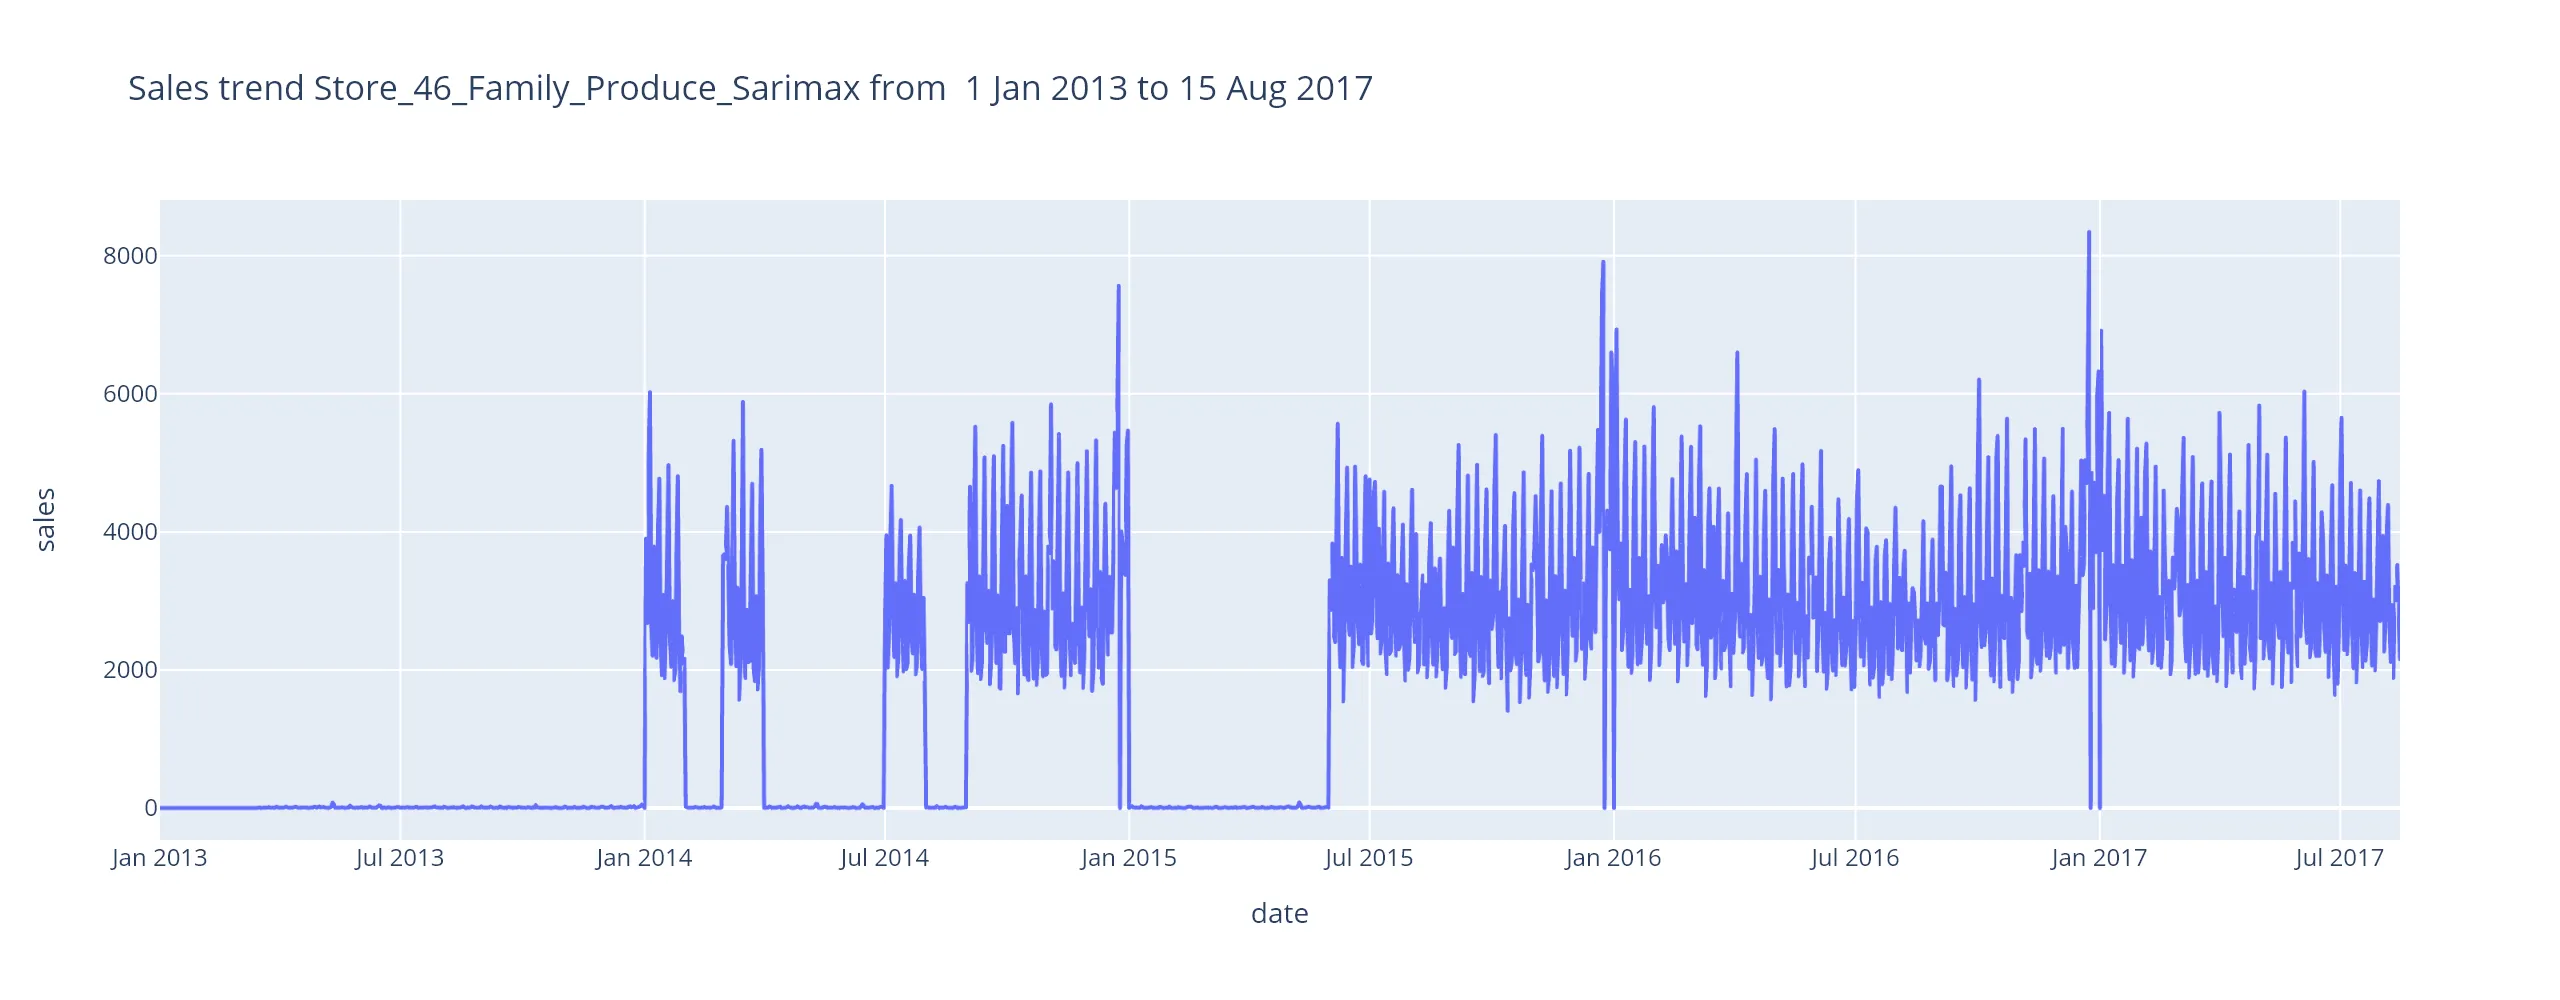 Sales trend Store_46_Family_Produce_Sarimax from  1 Jan 2013 to 15 Aug 2017
8000
6000
4000
2000
0
sales
Jan 2013 Jul 2013 Jan 2014 Jul 2014 Jan 2015 Jul 2015 Jan 2016 Jul 2016 Jan 2017 Jul 2017
date